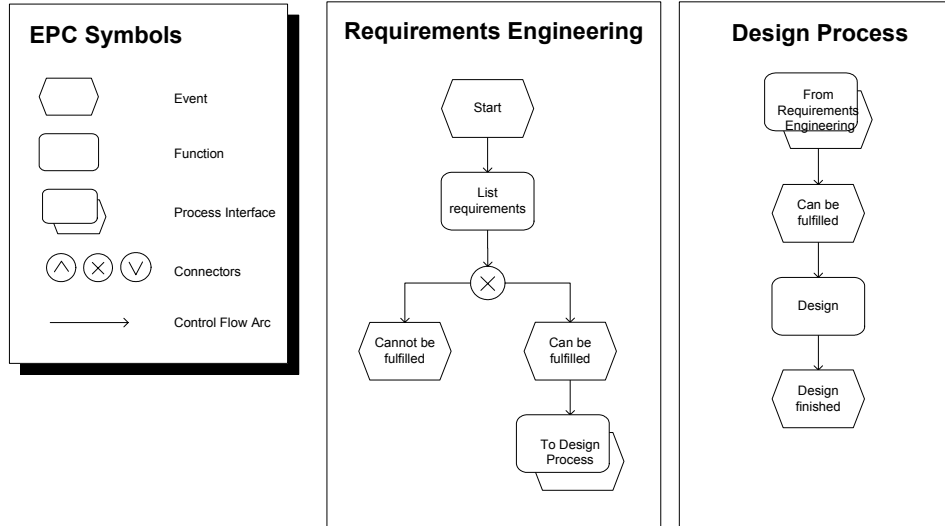 EPC Symbols
Event
Function
Process Interface
Connectors
Control Flow Arc
Requirements Engineering
Start
List
requirements
Cannot be
fulfilled
Can be
fulfilled
To Design
Process
Design Process
From
Requirements
Engineering
Can be
fulfilled
Design
Design
finished